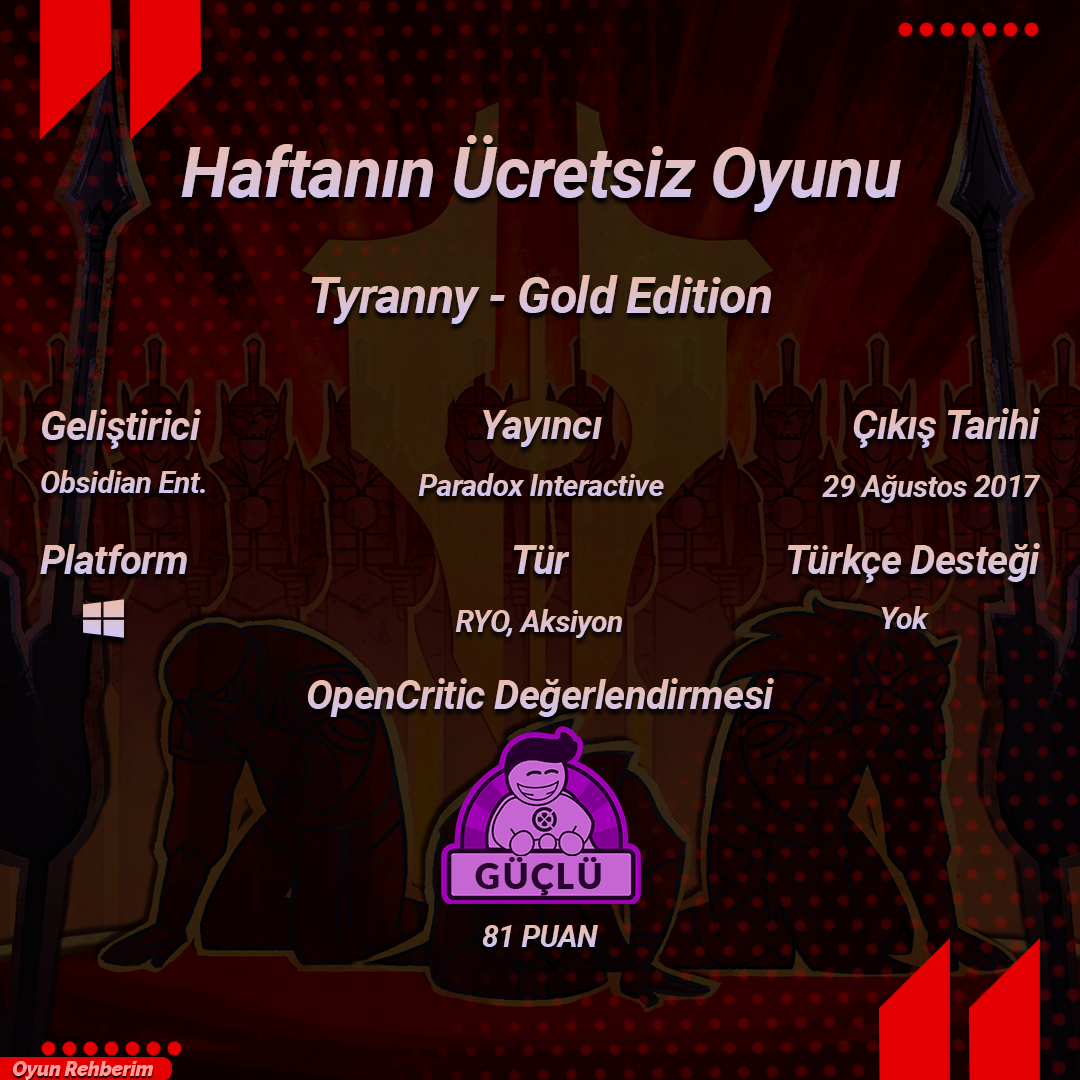 Haftanın Ücretsiz Oyunu
Tyranny - Gold Edition
Geliştirici
Obsidian Ent.
Yayıncı
Paradox Interactive
Çıkış Tarihi
29 Ağustos 2017
Platform
Tür
RYO, Aksiyon
Türkçe Desteği
Yok
OpenCritic Değerlendirmesi
GÜÇLÜ
81 PUAN
Oyun Rehberim